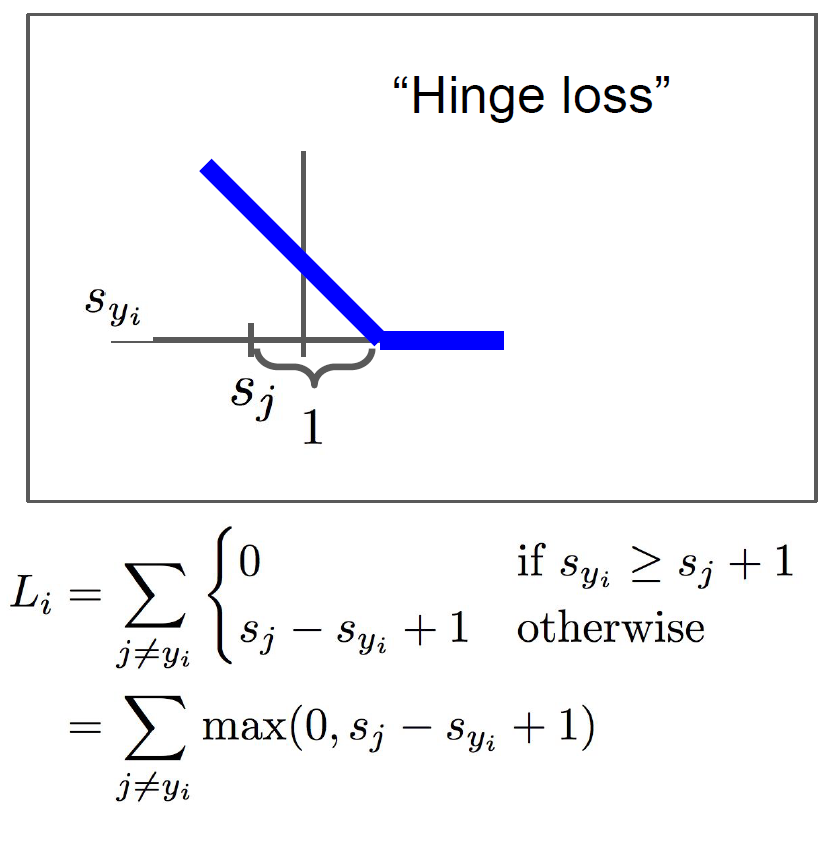 “Hinge loss”
s_{y_i}
s_j
1
L_i = \sum_{j \neq y_i} \begin{cases} 0 & \text{if } s_{y_i} \geq s_j + 1 \\ s_j - s_{y_i} + 1 & \text{otherwise} \end{cases}
= \sum_{j \neq y_i} \max(0, s_j - s_{y_i} + 1)